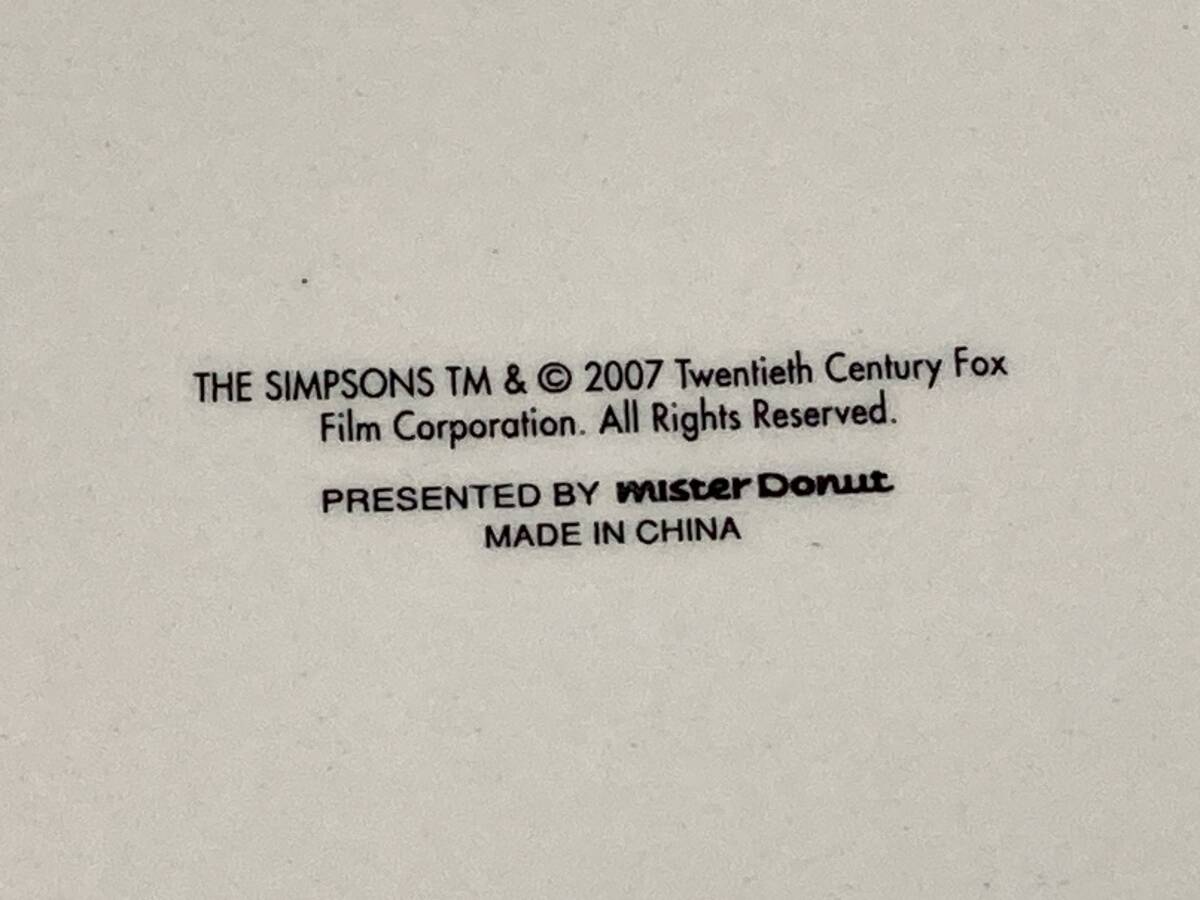 THE SIMPSONS TM & © 2007 Twentieth Century Fox
Film Corporation. All Rights Reserved.
PRESENTED BY mister Donut
MADE IN CHINA